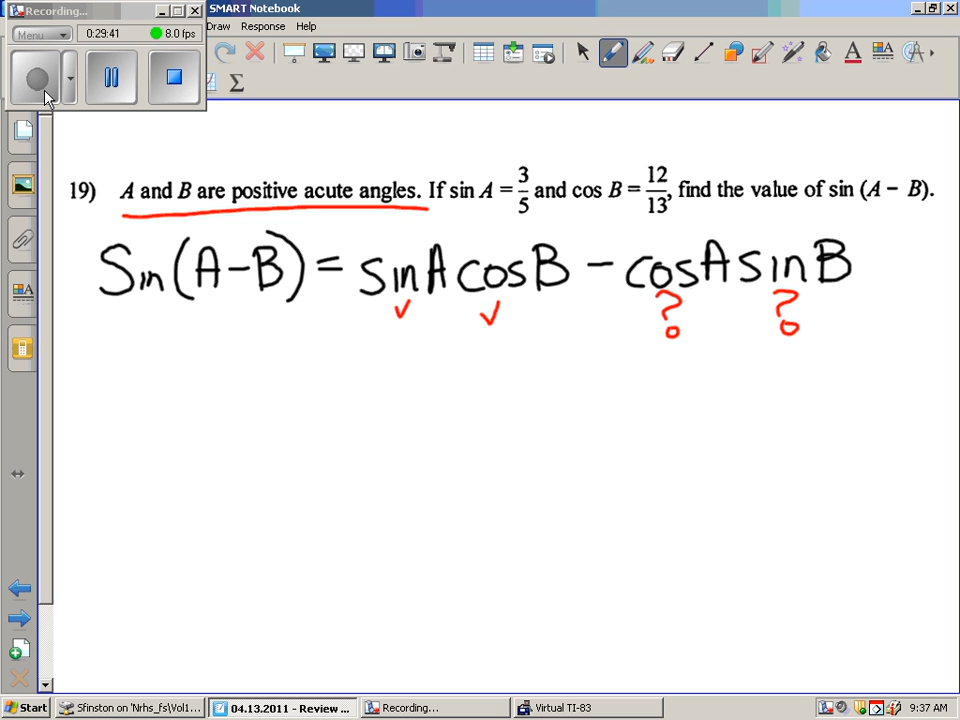 Recording...
SMART Notebook
Menu
0:29:41
8.0 fps
Draw Response Help
19) A and B are positive acute angles. If sin A = 3/5 and cos B = 12/13, find the value of sin (A − B).
Sin(A-B) = sinA cosB - cosA sinB
✓ ✓ ? ?
Start
Sfinston on 'Nrhs_fs\Vol1...
04.13.2011 - Review ...
Recording...
Virtual TI-83
9:37 AM